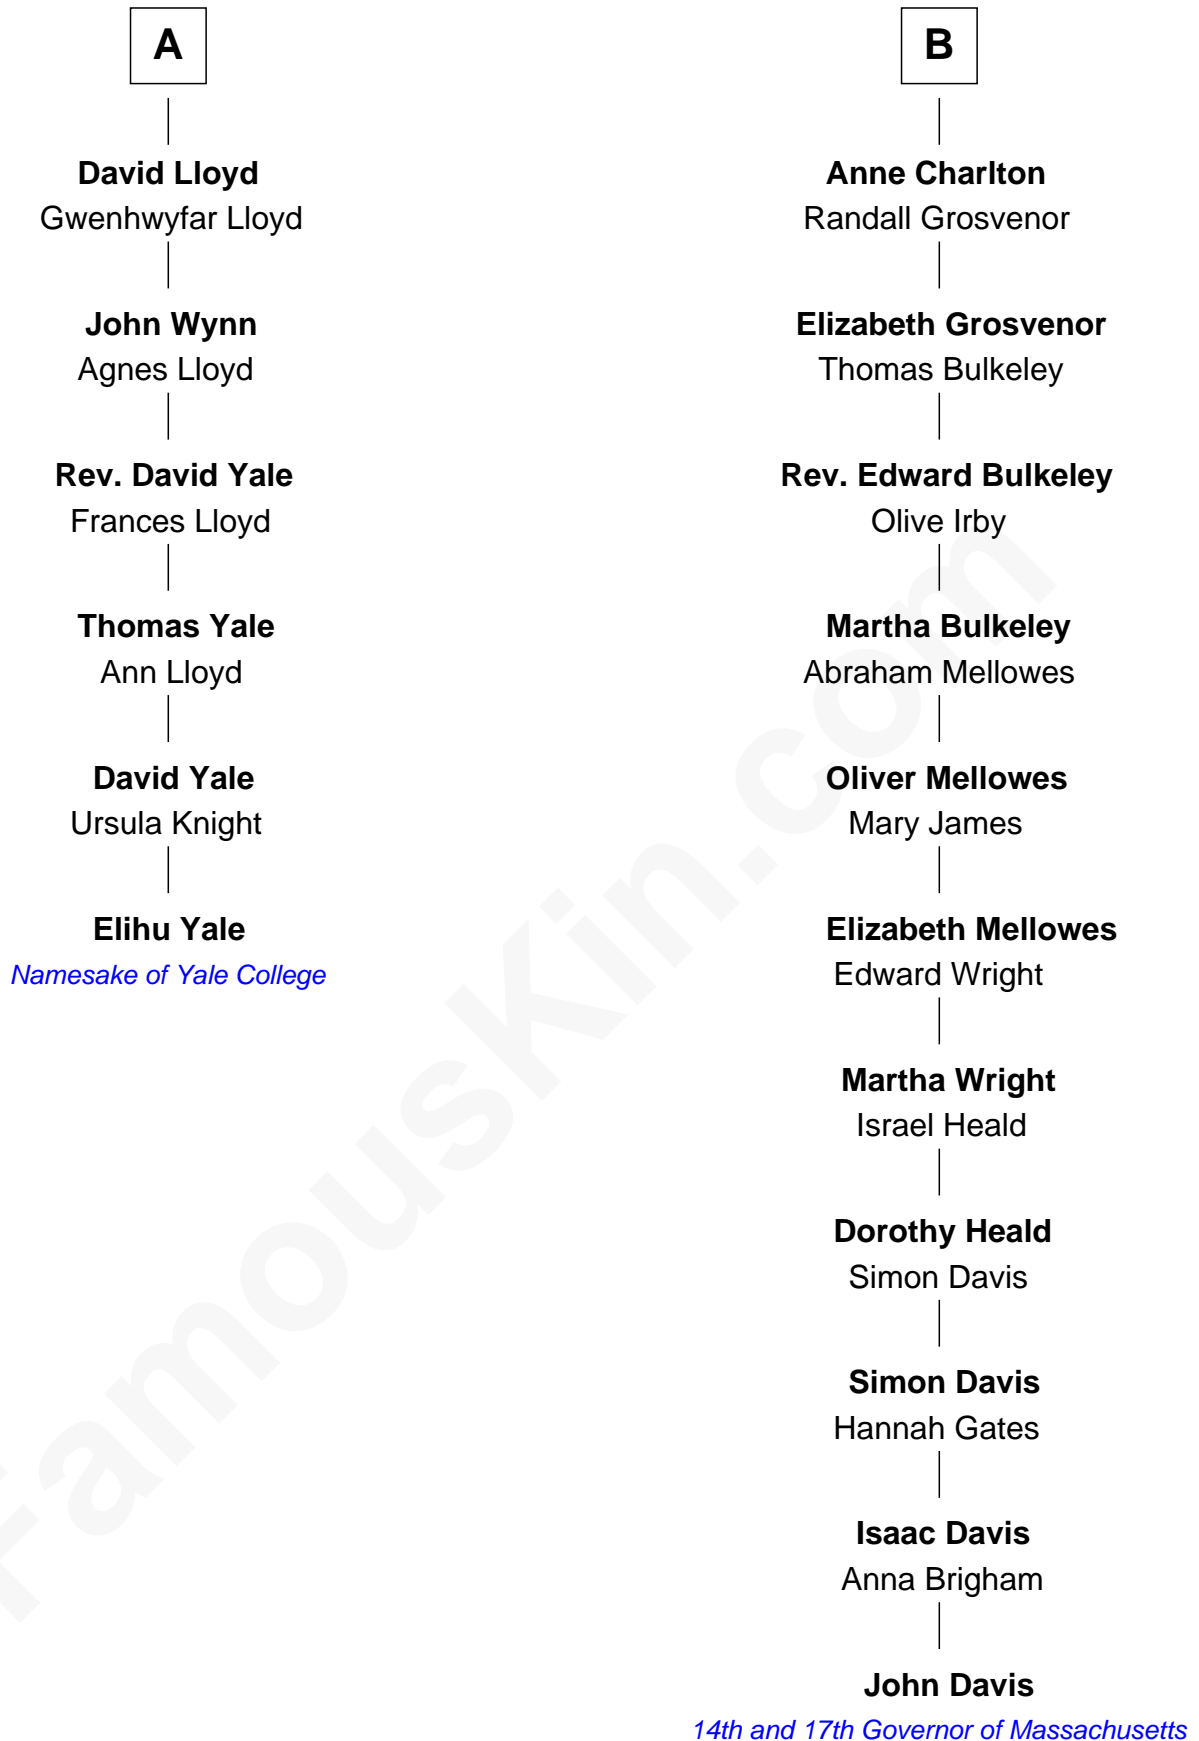 A
David Lloyd
Gwenhwyfar Lloyd
John Wynn
Agnes Lloyd
Rev. David Yale
Frances Lloyd
Thomas Yale
Ann Lloyd
David Yale
Ursula Knight
Elihu Yale
Namesake of Yale College
B
Anne Charlton
Randall Grosvenor
Elizabeth Grosvenor
Thomas Bulkeley
Rev. Edward Bulkeley
Olive Irby
Martha Bulkeley
Abraham Mellowes
Oliver Mellowes
Mary James
Elizabeth Mellowes
Edward Wright
Martha Wright
Israel Heald
Dorothy Heald
Simon Davis
Simon Davis
Hannah Gates
Isaac Davis
Anna Brigham
John Davis
14th and 17th Governor of Massachusetts
FamousKin.com